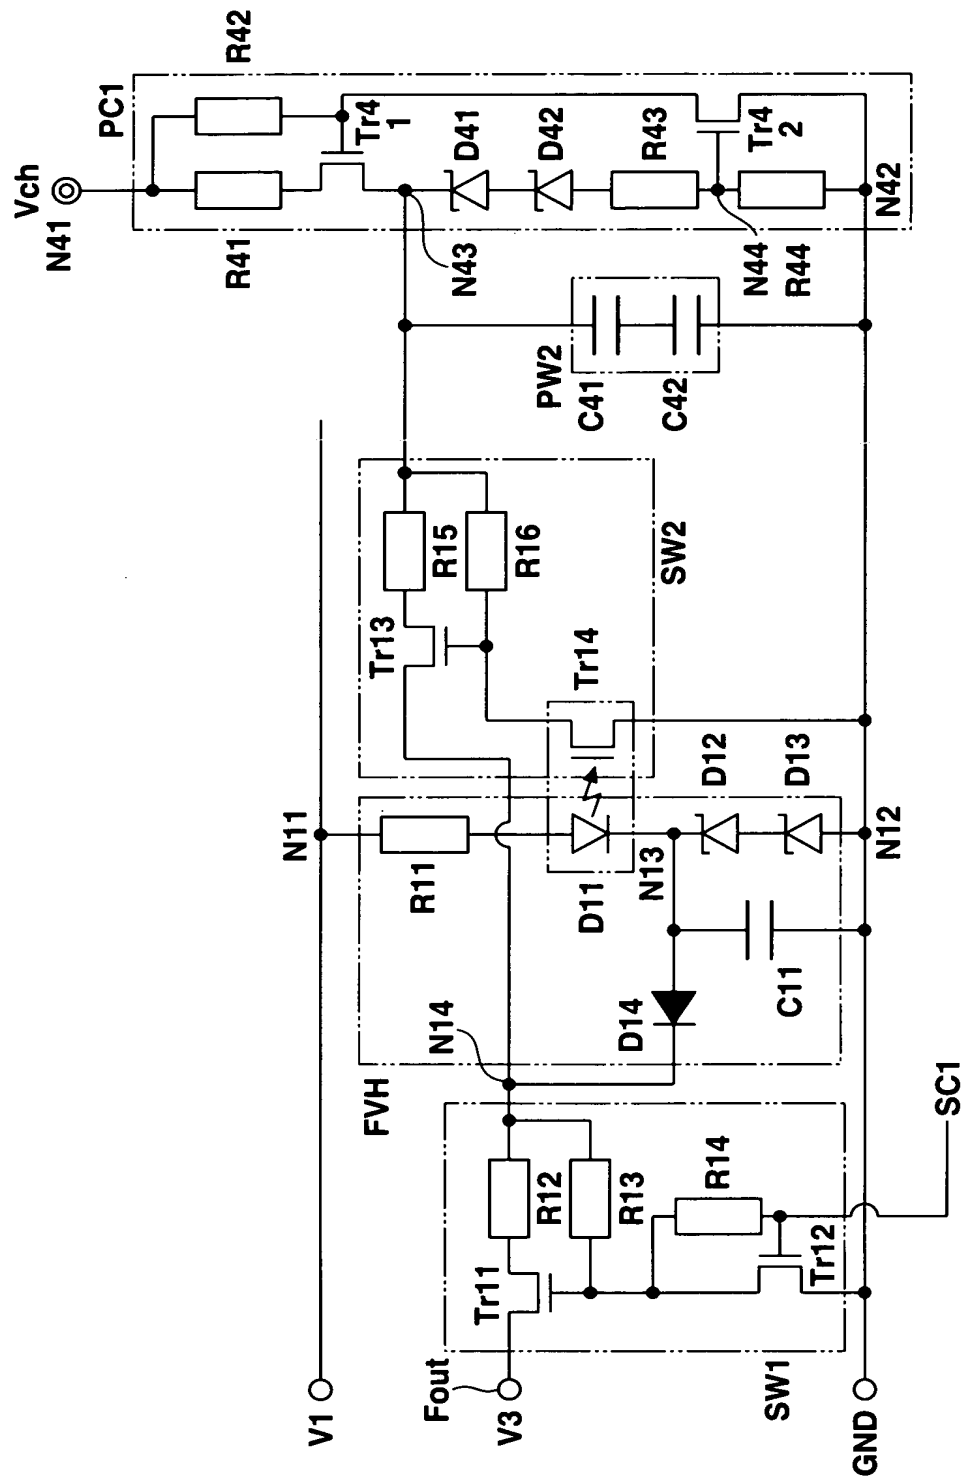 V1
Fout
V3
GND
SW1
Tr11
R12
R13
R14
Tr12
SC1
FVH
N14
D14
C11
N11
R11
D11
N13
D12
D13
N12
Tr13
R15
R16
Tr14
SW2
PW2
C41
C42
Vch
N41
PC1
R42
R41
Tr4
1
N43
D41
D42
R43
Tr4
2
N44
R44
N42